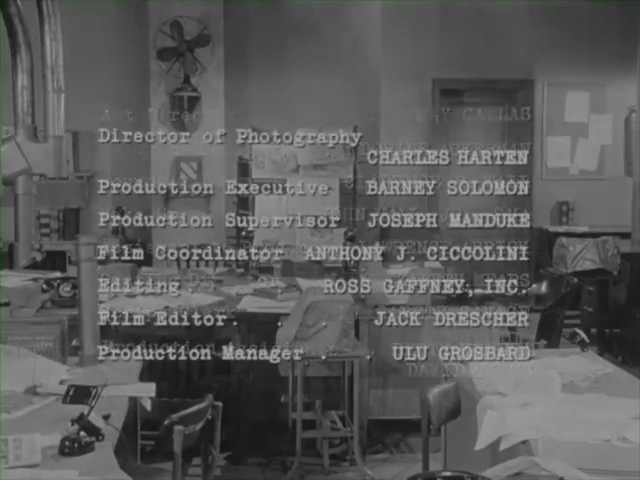 Director of Photography
CHARLES HARTEN
Production Executive BARNEY SOLOMON
Production Supervisor JOSEPH MANDUKE
Film Coordinator ANTHONY J. CICCOLINI
Editing ROSS GAFFNEY, INC.
Film Editor. JACK DRESCHER
Production Manager ULU GROSBARD